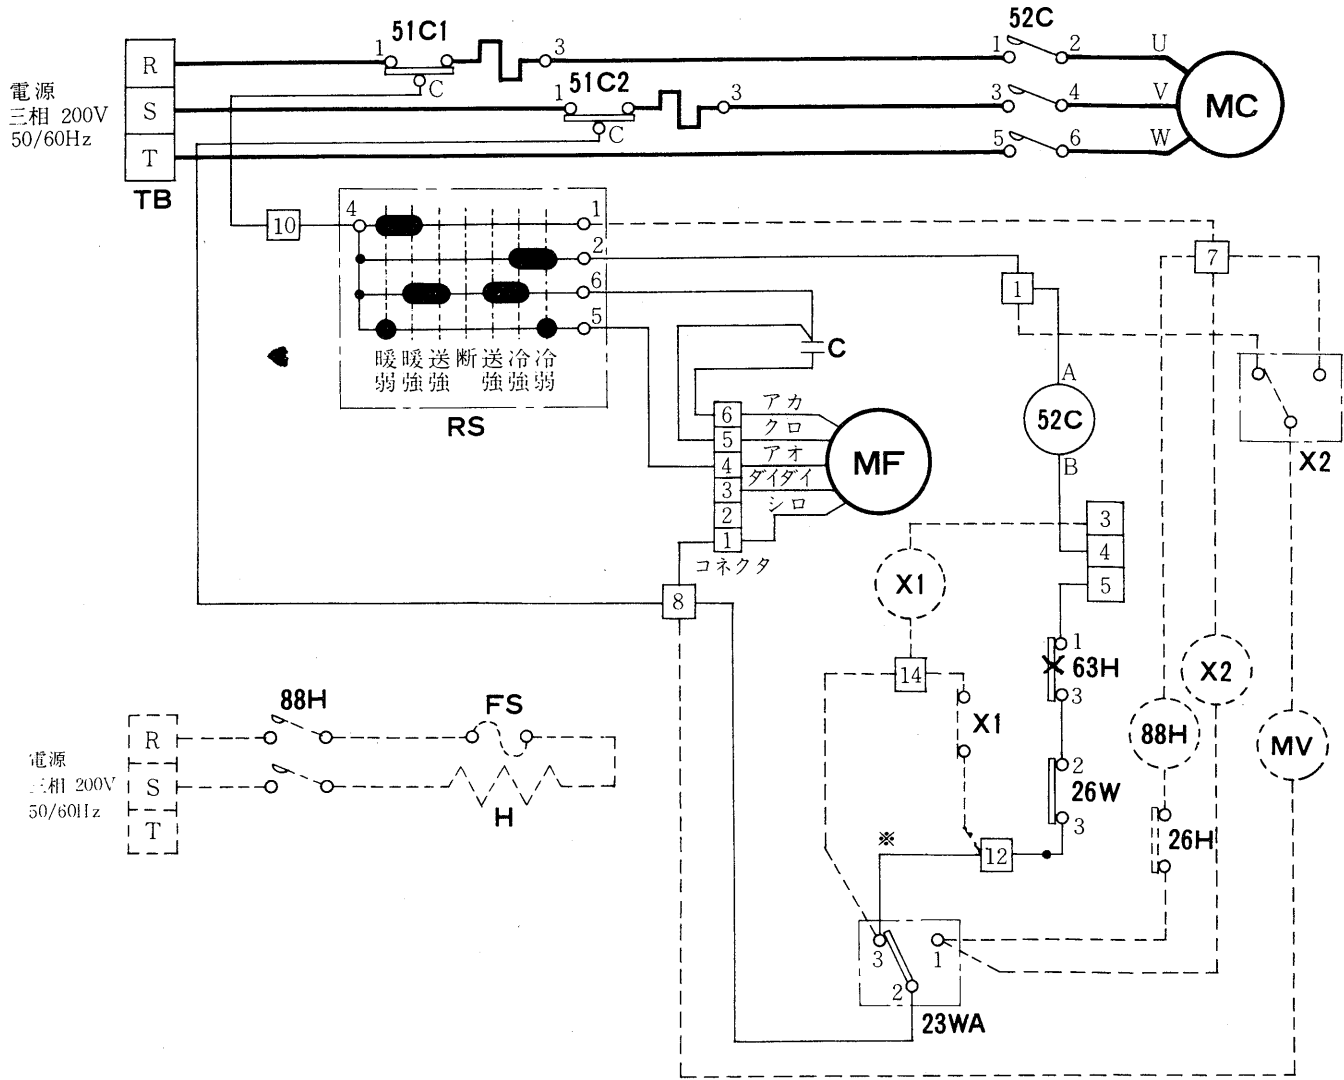 51C1
52C
1
3
1
2
U
R
51C2
電源
三相 200V
50/60Hz
C
1
3
3
4
V
MC
S
C
5
6
W
T
TB
4
1
10
2
7
6
1
5
C
暖弱
暖強
送強
断
送強
冷強
冷弱
RS
A
52C
B
X2
6
アカ
5
クロ
4
アオ
3
ダイダイ
2
シロ
1
MF
コネクタ
3
4
5
X1
8
1
63H
3
14
X2
88H
FS
X1
88H
MV
R
電源
三相 200V
50/60Hz
S
H
T
2
26W
3
※
12
26H
3
1
2
23WA